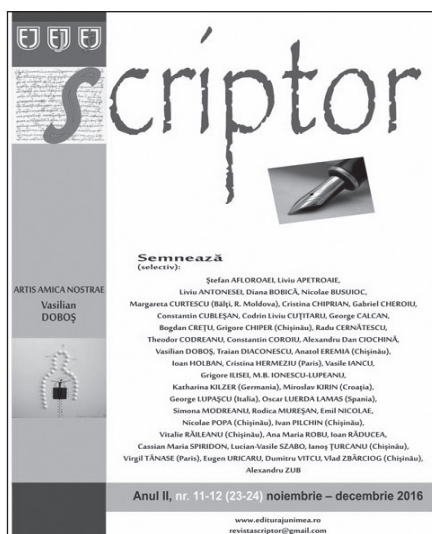 EJ EJ EJ
scriptor
Semnează
(selectiv):
Ștefan AFLOROAEI, Liviu APETROAIE,
Liviu ANTONESEI, Diana BOBICĂ, Nicolae BUSUIOC,
Margareta CURTESCU (Bălți, R. Moldova), Cristina CHIPRIAN, Gabriel CHEROIU,
Constantin CUBLEȘAN, Codrin Liviu CUȚITARU, George CALCAN,
Bogdan CREȚU, Grigore CHIPER (Chișinău), Radu CERNĂTESCU,
Theodor CODREANU, Constantin COROIU, Alexandru Dan CIOCHINĂ,
Vasilian DOBOȘ, Traian DIACONESCU, Anatol EREMIA (Chișinău),
Ioan HOLBAN, Cristina HERMEZIU (Paris), Vasile IANCU,
Grigore ILISEI, M.B. IONESCU-LUPEANU,
Katharina KILZER (Germania), Miroslav KIRIN (Croația),
George LUPAȘCU (Italia), Oscar LUERDA LAMAS (Spania),
Simona MODREANU, Rodica MUREȘAN, Emil NICOLAE,
Nicolae POPA (Chișinău), Ivan PILCHIN (Chișinău),
Vitalie RĂILEANU (Chișinău), Ana Maria ROBU, Ioan RĂDUCEA,
Cassian Maria SPIRIDON, Lucian-Vasile SZABO, Ianoș ȚURCANU (Chișinău),
Virgil TĂNASE (Paris), Eugen URICARU, Dumitru VITCU, Vlad ZBÂRCIOG (Chișinău),
Alexandru ZUB
ARTIS AMICA NOSTRAE
Vasilian
DOBOȘ
Anul II, nr. 11-12 (23-24) noiembrie – decembrie 2016
www.editurajunimea.ro
revistascriptor@gmail.com